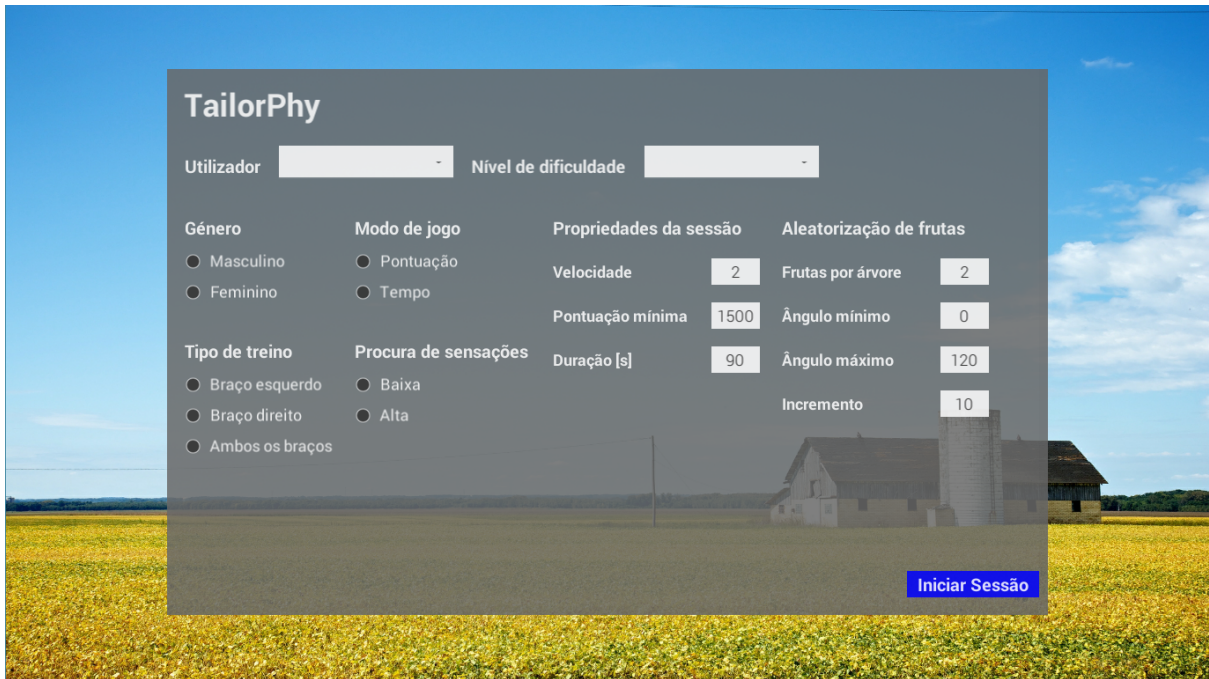 TailorPhy
Utilizador - Nível de dificuldade -
Género Modo de jogo Propriedades da sessão Aleatorização de frutas
Masculino Pontuação Velocidade 2 Frutas por árvore 2
Feminino Tempo
Pontuação mínima 1500 Ângulo mínimo 0
Tipo de treino Procura de sensações Duração [s] 90 Ângulo máximo 120
Braço esquerdo Baixa
Braço direito Alta Incremento 10
Ambos os braços
Iniciar Sessão